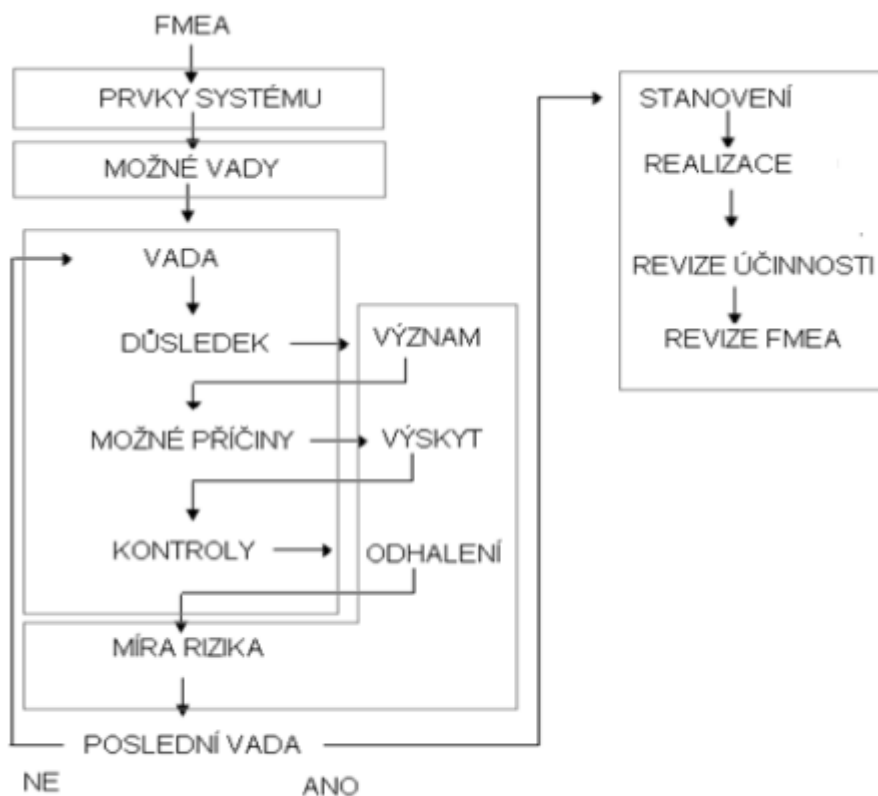 FMEA
PRVKY SYSTÉMU
MOŽNÉ VADY
VADA
DŮSLEDEK
VÝZNAM
MOŽNÉ PŘÍČINY
VÝSKYT
KONTROLY
ODHALENÍ
MÍRA RIZIKA
POSLEDNÍ VADA
NE
ANO
STANOVENÍ
REALIZACE
REVIZE ÚČINNOSTI
REVIZE FMEA